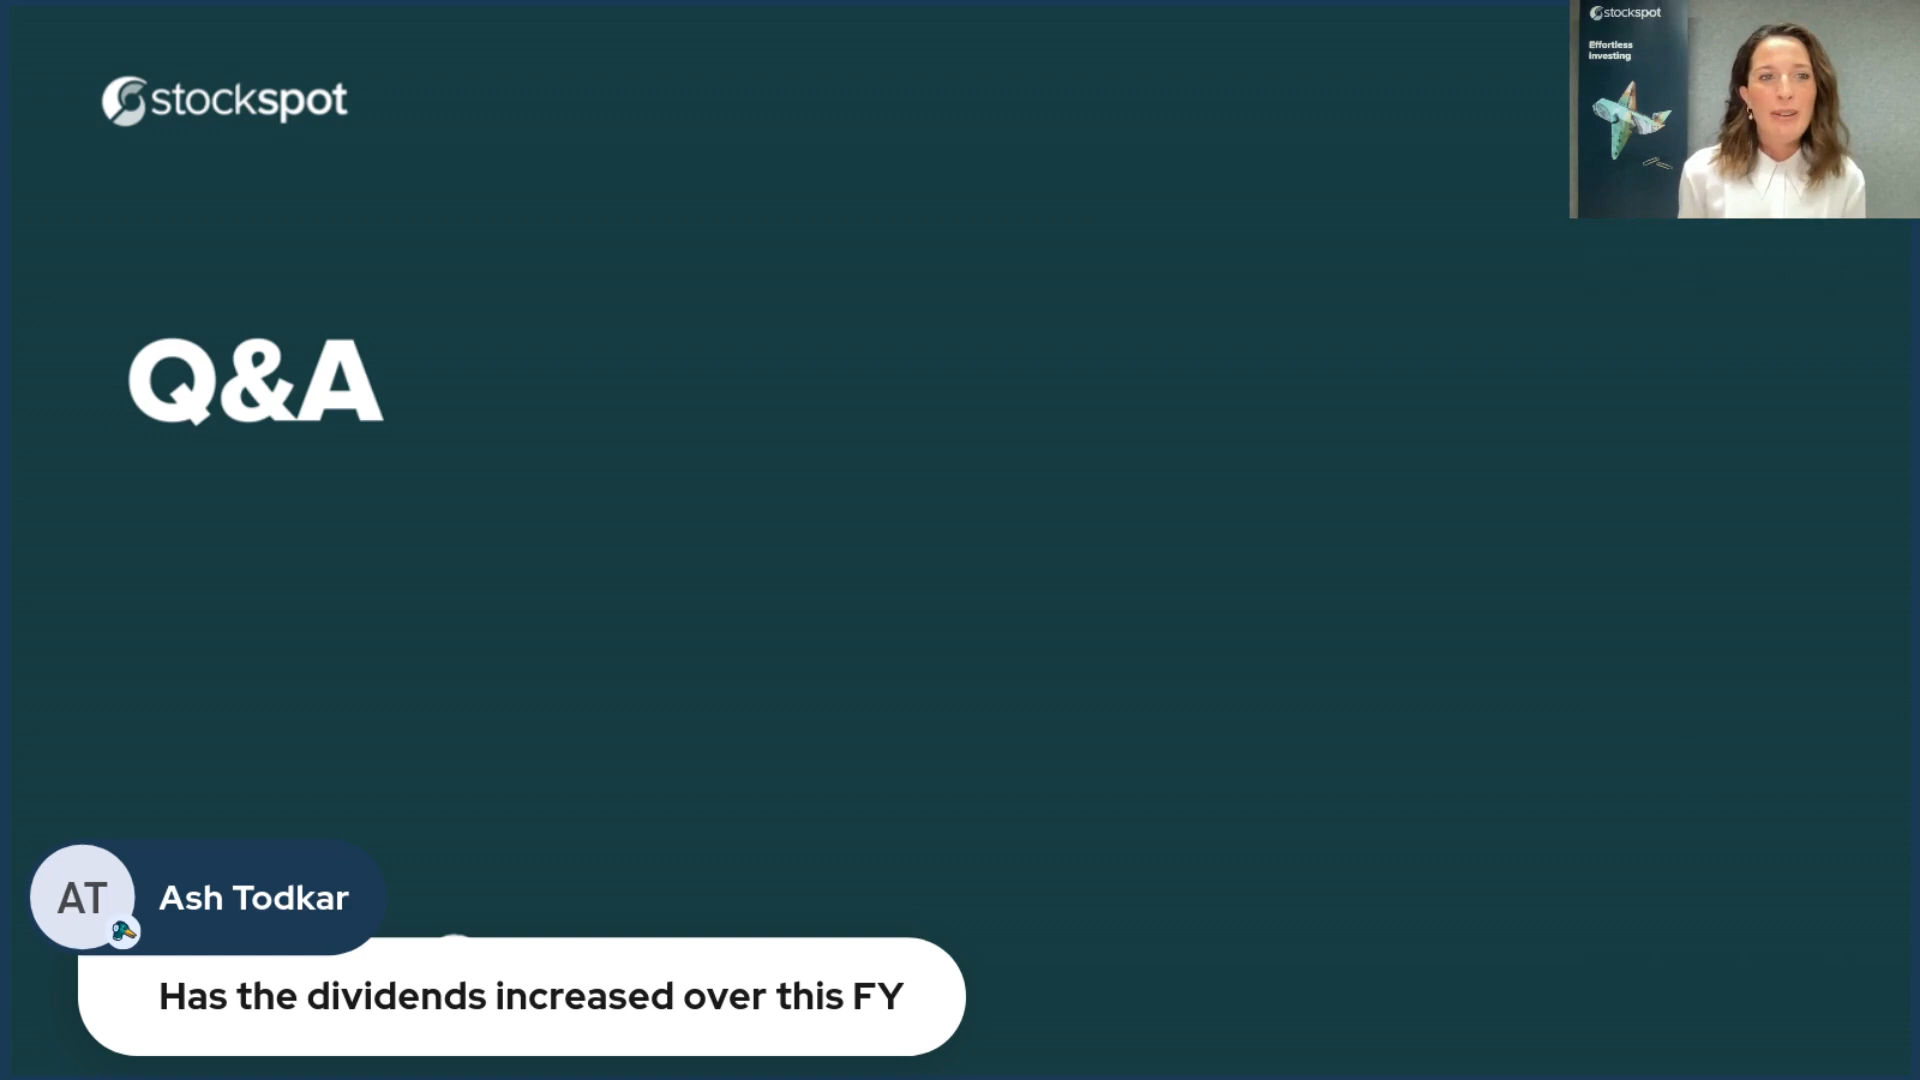 stockspot
stockspot
Effortless
Investing
Q&A
AT
Ash Todkar
Has the dividends increased over this FY